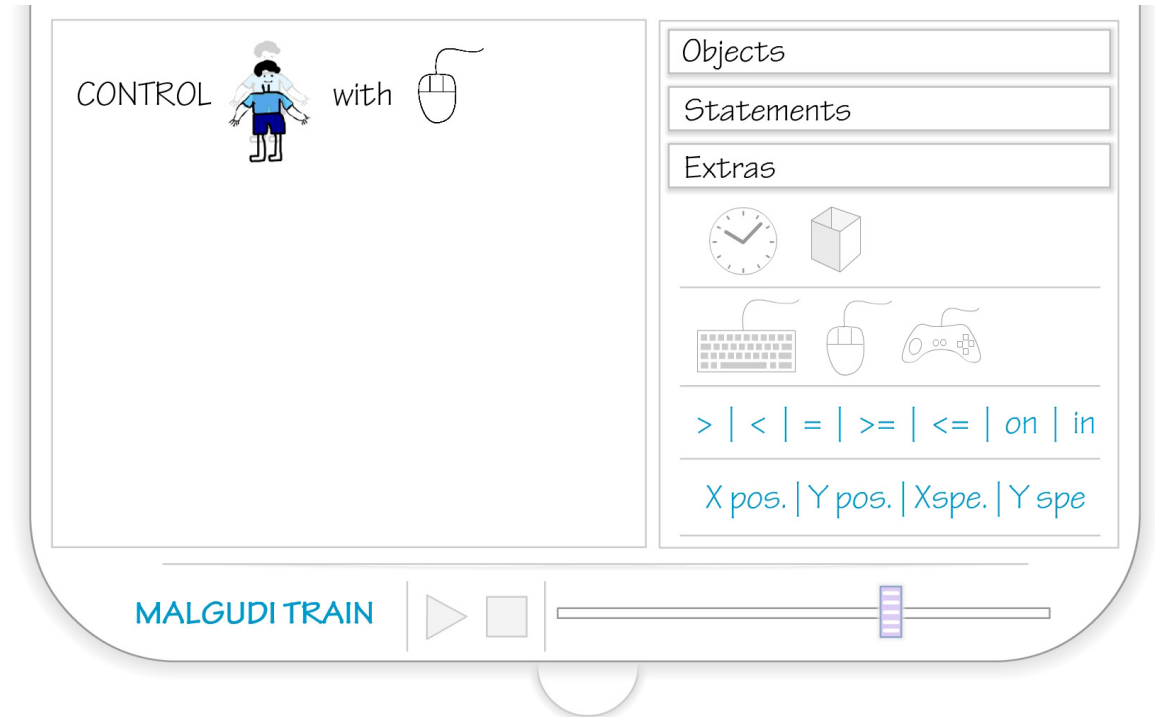 CONTROL with
Objects
Statements
Extras
> | < | = | >= | <= | on | in
X pos. | Y pos. | Xspe. | Y spe
MALGUDI TRAIN